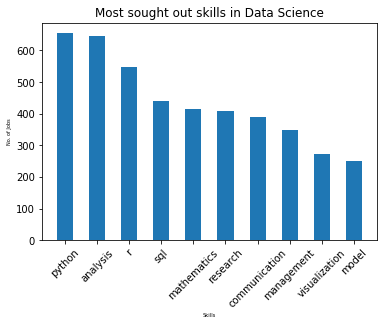 Most sought out skills in Data Science
No. of Jobs
600
500
400
300
200
100
0
python
analysis
r
sql
mathematics
research
communication
management
visualization
model
Skills